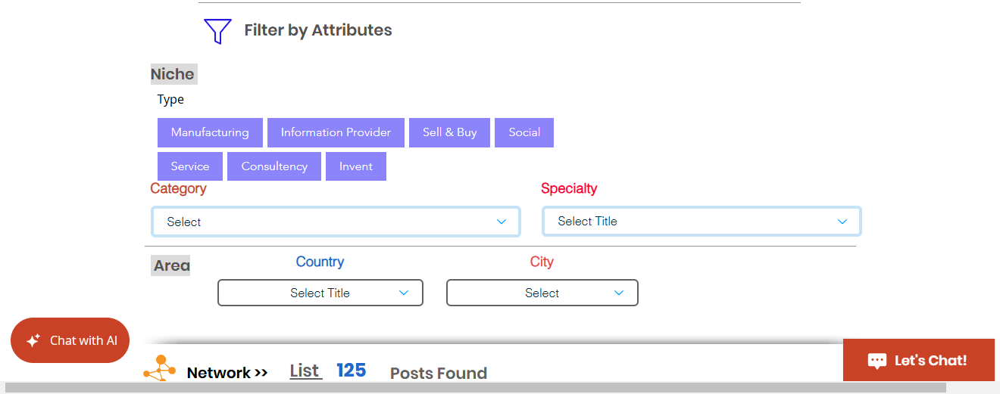 Filter by Attributes
Niche
Type
Manufacturing Information Provider Sell & Buy Social
Service Consultency Invent
Category Specialty
Select Select Title
Area Country City
Select Title Select
Chat with AI
Let's Chat!
Network >> List 125 Posts Found